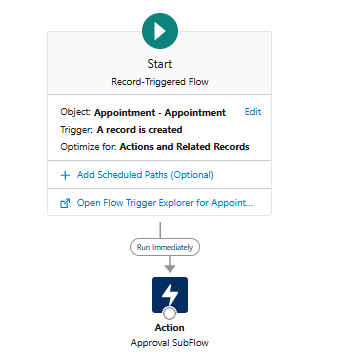 Start
Record-Triggered Flow
Object: Appointment - Appointment Edit
Trigger: A record is created
Optimize for: Actions and Related Records
+ Add Scheduled Paths (Optional)
Open Flow Trigger Explorer for Appoint...
Run Immediately
Action
Approval SubFlow